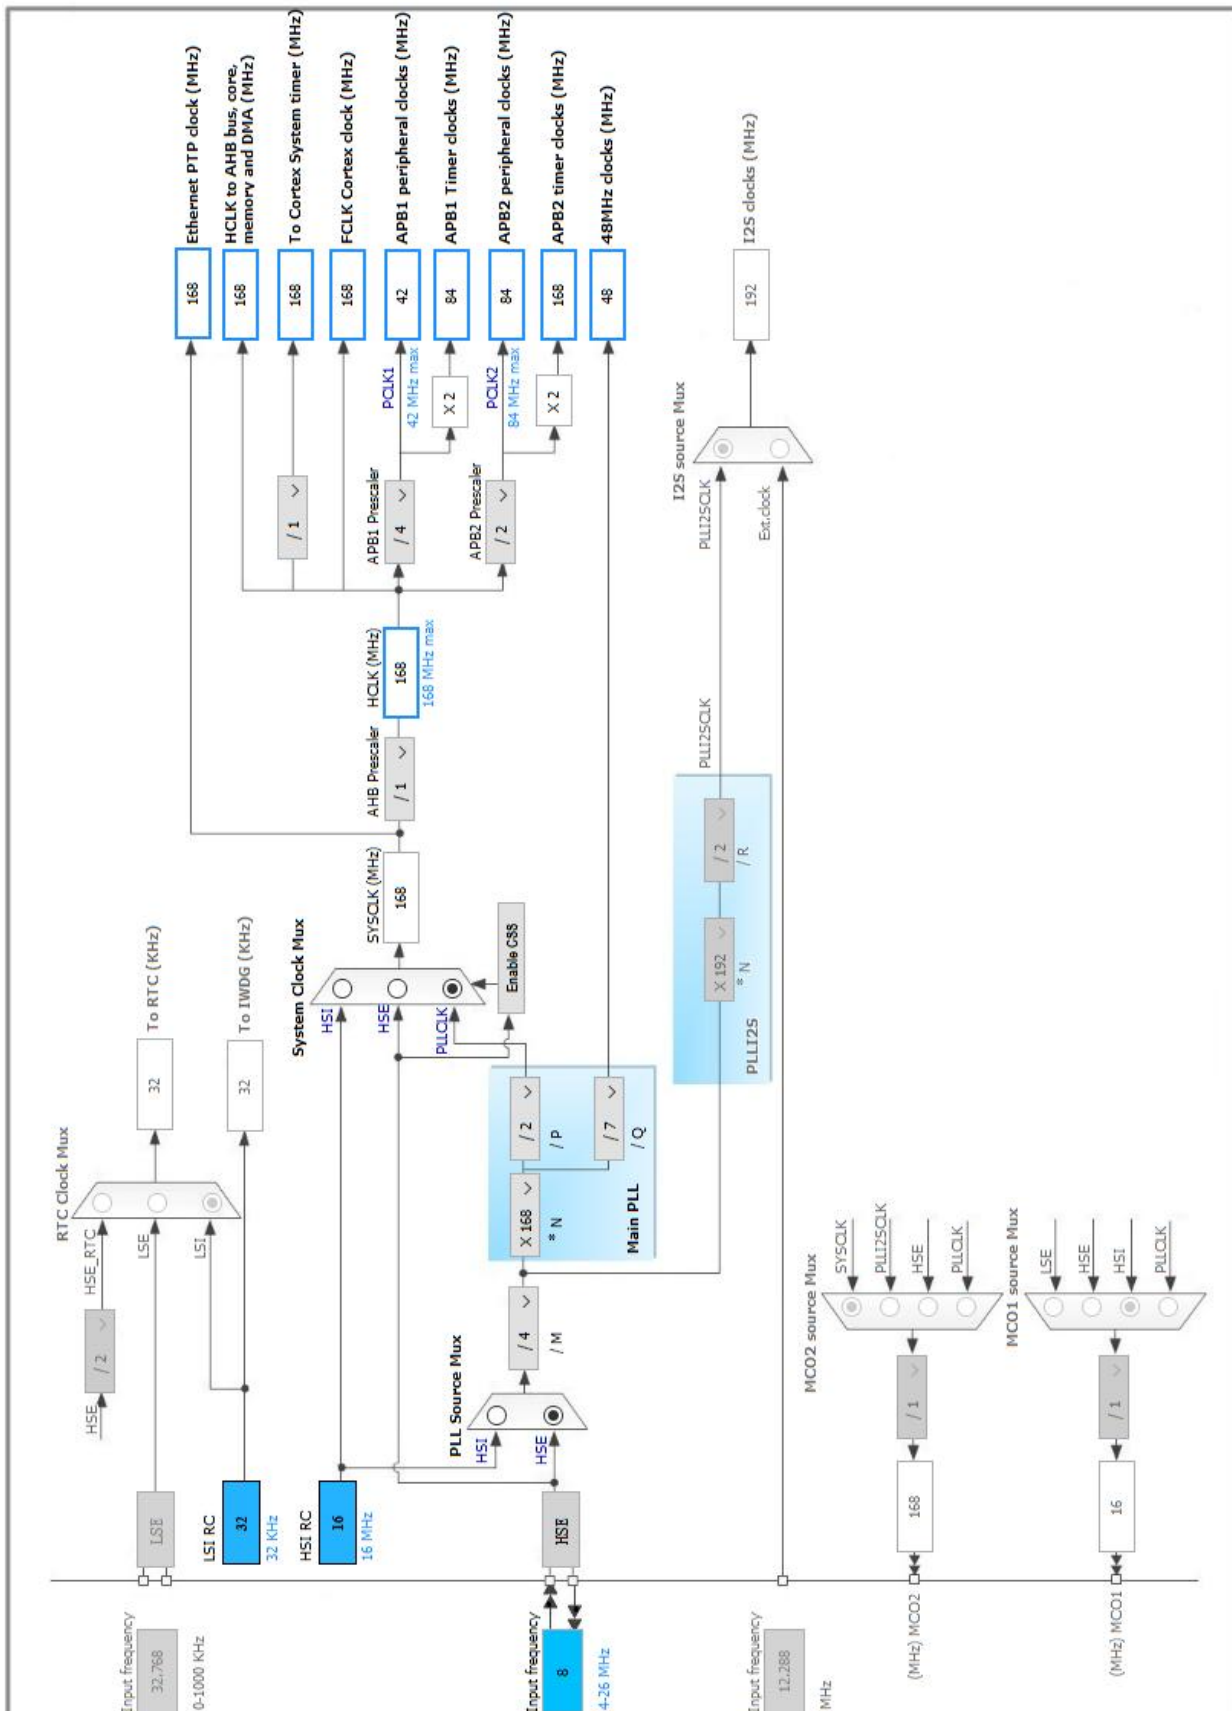 Input frequency
32.768
0-1000 KHz
LSE
HSE
/ 2
HSE_RTC
LSE
LSI
RTC Clock Mux
32
To RTC (KHz)
LSI RC
32
32 KHz
32
To IWDG (KHz)
HSI RC
16
16 MHz
Input frequency
8
4-26 MHz
HSE
PLL Source Mux
HSI
HSE
/ 4
/ M
Main PLL
X 168
* N
/ 2
/ P
/ 7
/ Q
System Clock Mux
HSI
HSE
PLLCLK
Enable CSS
SYSCLK (MHz)
168
AHB Prescaler
/ 1
HCLK (MHz)
168
168 MHz max
/ 1
APB1 Prescaler
/ 4
APB2 Prescaler
/ 2
PCLK1
42 MHz max
X 2
PCLK2
84 MHz max
X 2
168
Ethernet PTP clock (MHz)
168
HCLK to AHB bus, core,
memory and DMA (MHz)
168
To Cortex System timer (MHz)
168
FCLK Cortex clock (MHz)
42
APB1 peripheral clocks (MHz)
84
APB1 Timer clocks (MHz)
84
APB2 peripheral clocks (MHz)
168
APB2 timer clocks (MHz)
48
48MHz clocks (MHz)
PLLI2S
X 192
* N
/ 2
/ R
PLLI2SCLK
PLLI2SCLK
Ext.clock
I2S source Mux
192
I2S clocks (MHz)
Input frequency
12.288
MHz
MCO2 source Mux
SYSCLK
PLLI2SCLK
HSE
PLLCLK
/ 1
168
(MHz) MCO2
MCO1 source Mux
LSE
HSE
HSI
PLLCLK
/ 1
16
(MHz) MCO1